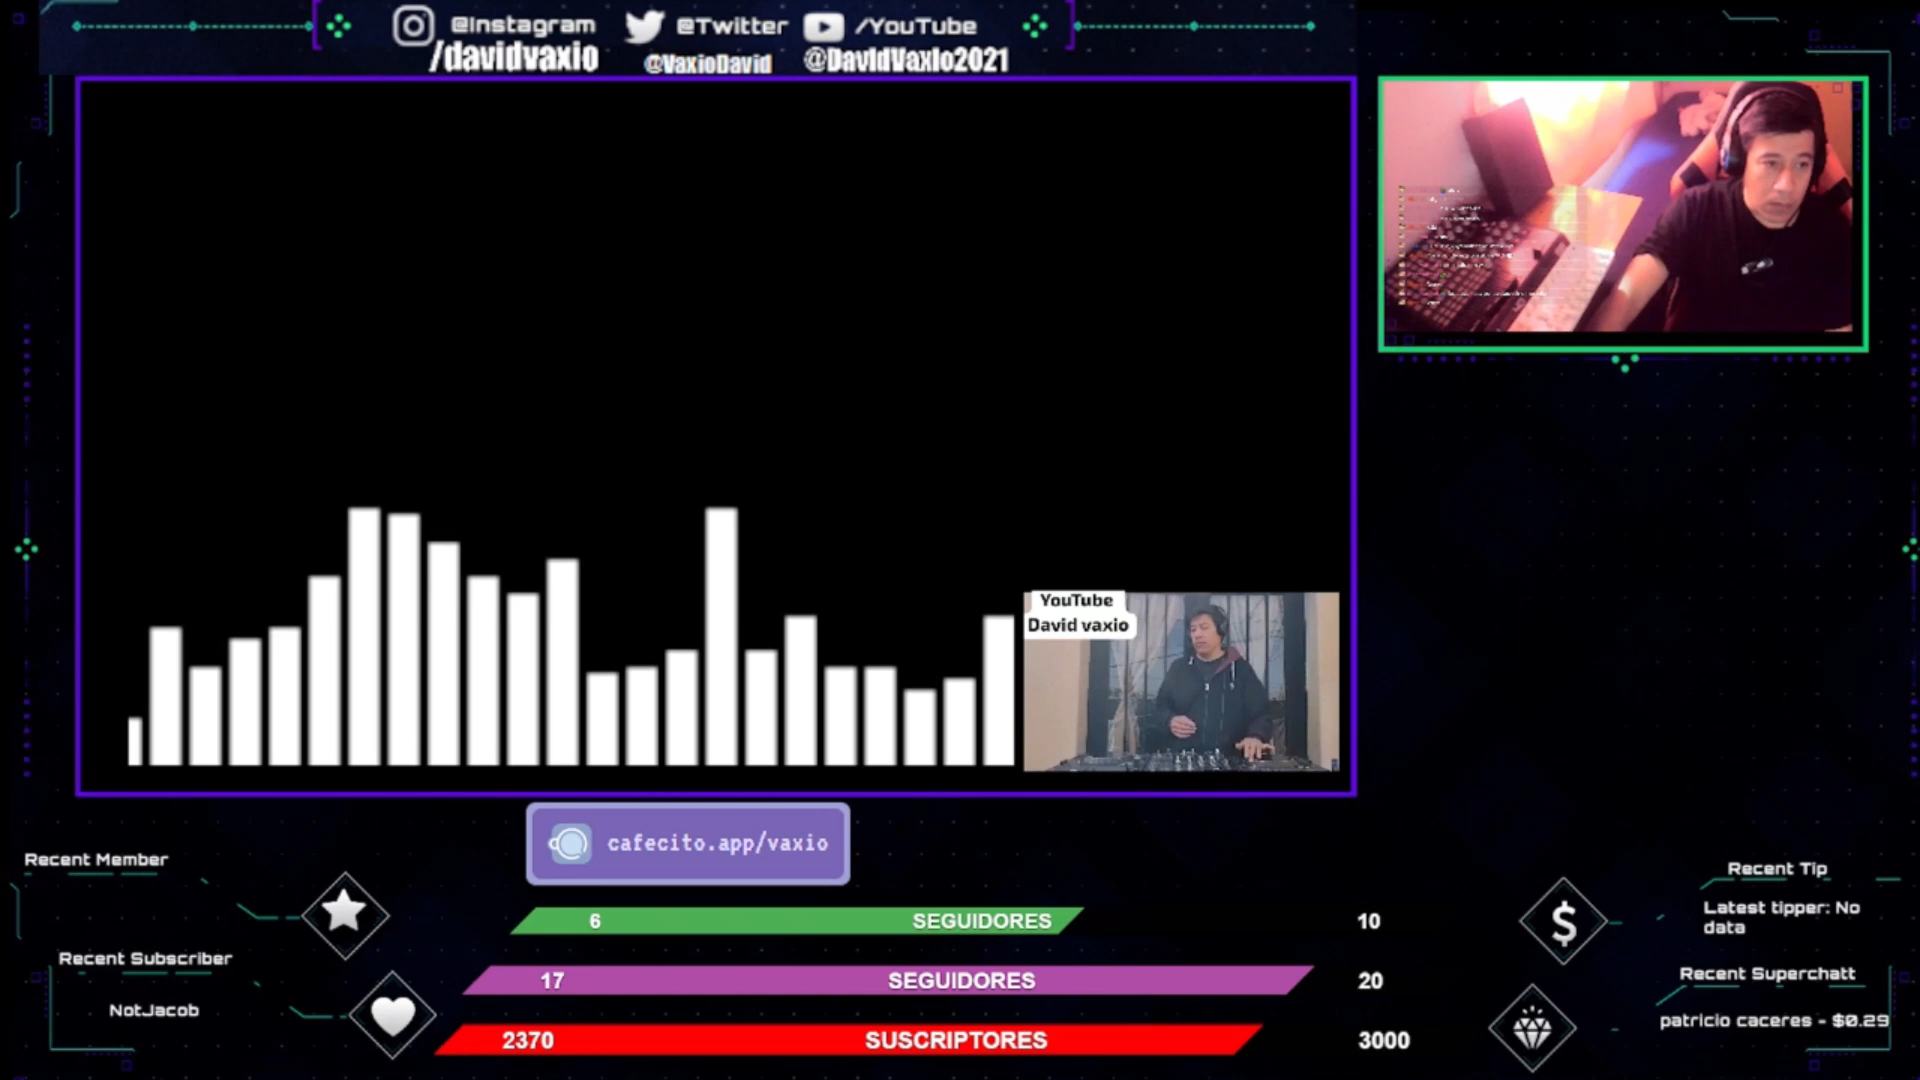 @Instagram
/davidvaxio
@Twitter
@VaxioDavid
/YouTube
@DavidVaxio2021
YouTube
David vaxio
cafecito.app/vaxio
Recent Member
Recent Subscriber
NotJacob
6 SEGUIDORES 10
17 SEGUIDORES 20
2370 SUSCRIPTORES 3000
Recent Tip
Latest tipper: No
data
Recent Superchatt
patricio caceres - $0.29